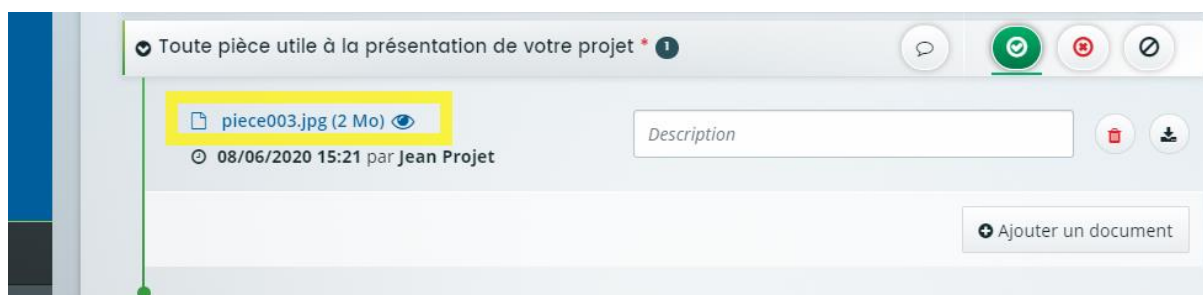 Toute pièce utile à la présentation de votre projet * 1
piece003.jpg (2 Mo)
Description
08/06/2020 15:21 par Jean Projet
Ajouter un document